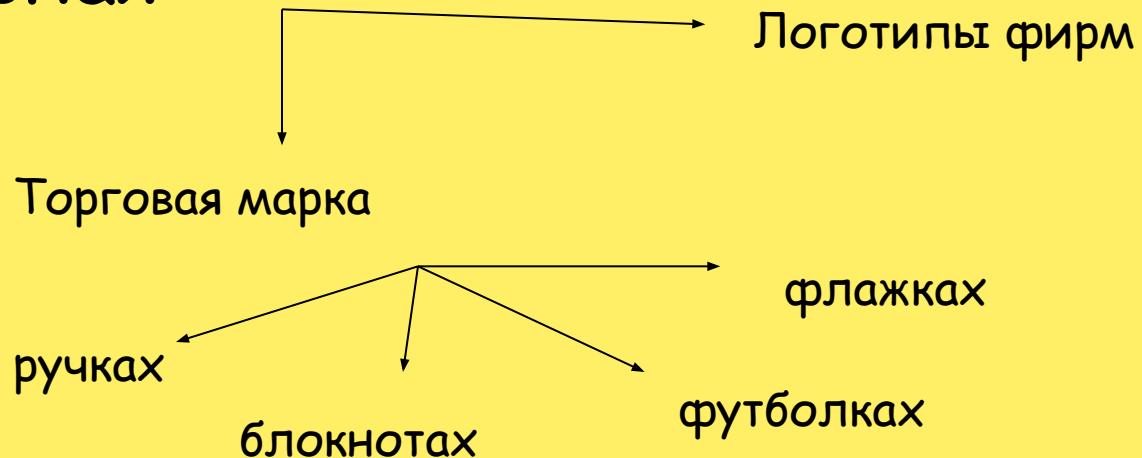 Логотипы фирм
Торговая марка
флажках
ручках
футболках
блокнотах